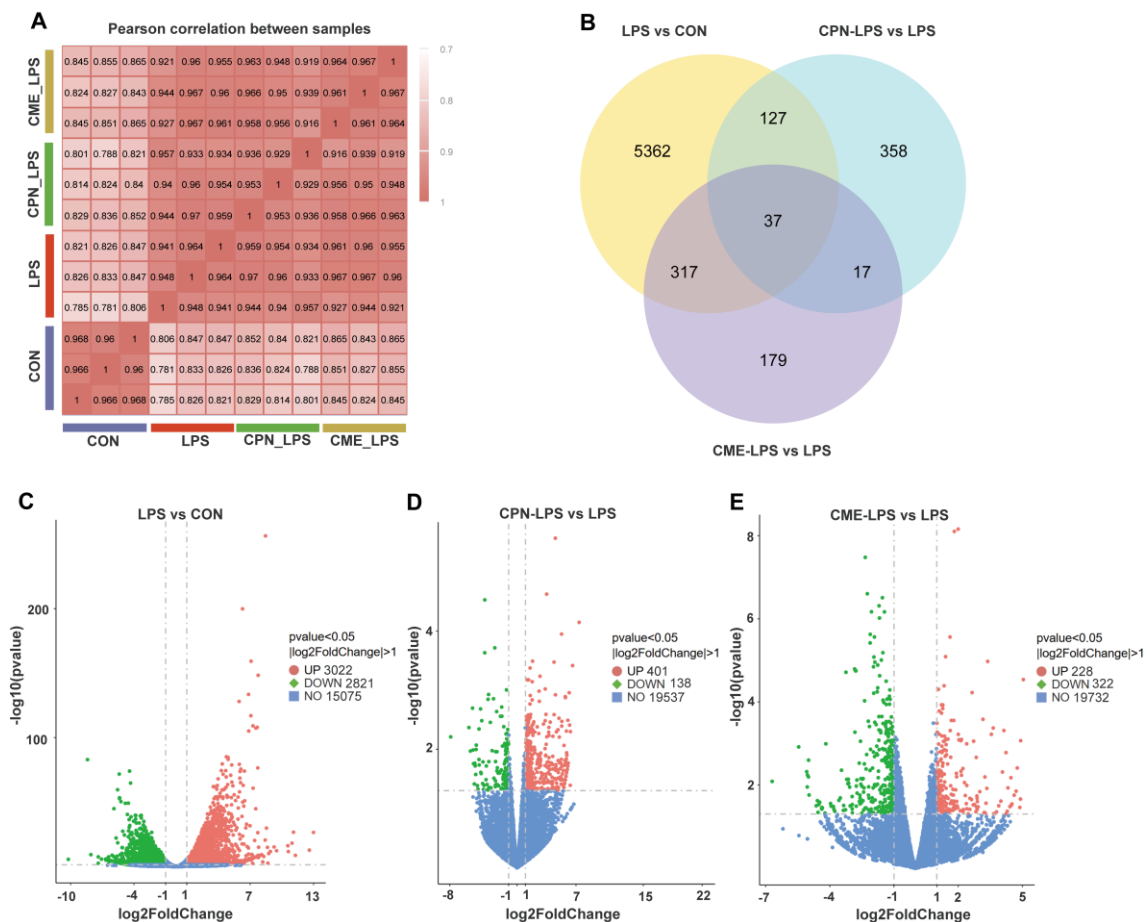 A
Pearson correlation between samples
CME_LPS
0.845 0.855 0.865 0.921 0.96 0.955 0.963 0.948 0.919 0.964 0.967 1
0.824 0.827 0.843 0.944 0.967 0.96 0.966 0.95 0.939 0.961 1 0.967
0.845 0.851 0.865 0.927 0.967 0.961 0.958 0.956 0.916 1 0.961 0.964
CPN_LPS
0.801 0.788 0.821 0.957 0.933 0.934 0.936 0.929 1 0.916 0.939 0.919
0.814 0.824 0.84 0.94 0.96 0.954 0.953 1 0.929 0.956 0.95 0.948
0.829 0.836 0.852 0.944 0.97 0.959 1 0.953 0.936 0.958 0.966 0.963
LPS
0.821 0.826 0.847 0.941 0.964 1 0.959 0.954 0.934 0.961 0.96 0.955
0.826 0.833 0.847 0.948 1 0.964 0.97 0.96 0.933 0.967 0.967 0.96
0.785 0.781 0.806 1 0.948 0.941 0.944 0.94 0.957 0.927 0.944 0.921
CON
0.968 0.96 1 0.806 0.847 0.847 0.852 0.84 0.821 0.865 0.843 0.865
0.966 1 0.96 0.781 0.833 0.826 0.836 0.824 0.788 0.851 0.827 0.855
1 0.966 0.968 0.785 0.826 0.821 0.829 0.814 0.801 0.845 0.824 0.845
CON LPS CPN_LPS CME_LPS
0.7
0.8
0.9
1
B
LPS vs CON CPN-LPS vs LPS
127
5362 358
37
317 17
179
CME-LPS vs LPS
C
LPS vs CON
-log10(pvalue)
200
100
pvalue<0.05
|log2FoldChange|>1
UP 3022
DOWN 2821
NO 15075
-10 -4 -1 1 7 13
log2FoldChange
D
CPN-LPS vs LPS
-log10(pvalue)
4
2
pvalue<0.05
|log2FoldChange|>1
UP 401
DOWN 138
NO 19537
-8 -1 1 7 15 22
log2FoldChange
E
CME-LPS vs LPS
-log10(pvalue)
8
6
4
2
pvalue<0.05
|log2FoldChange|>1
UP 228
DOWN 322
NO 19732
-7 -4 -1 1 5
log2FoldChange